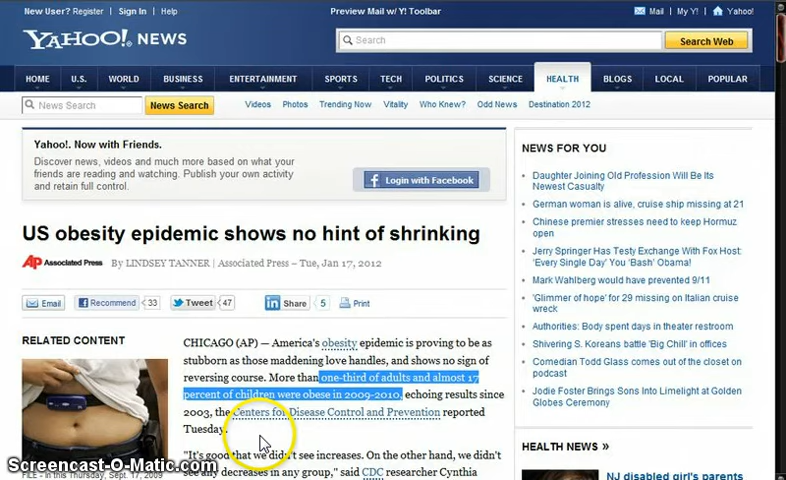 New User? Register | Sign In | Help
Preview Mail w/ Y! Toolbar
Mail | My Y! | Yahoo!
YAHOO! NEWS
Search
Search Web
HOME U.S. WORLD BUSINESS ENTERTAINMENT SPORTS TECH POLITICS SCIENCE HEALTH BLOGS LOCAL POPULAR
News Search
News Search
Videos Photos Trending Now Vitality Who Knew? Odd News Destination 2012
Yahoo!. Now with Friends.
Discover news, videos and much more based on what your
friends are reading and watching. Publish your own activity
and retain full control.
f Login with Facebook
US obesity epidemic shows no hint of shrinking
AP Associated Press By LINDSEY TANNER | Associated Press – Tue, Jan 17, 2012
Email
Recommend 33
Tweet 47
in Share 5
Print
RELATED CONTENT
FILE - In this Thursday, Sept. 17, 2009
CHICAGO (AP) — America's obesity epidemic is proving to be as
stubborn as those maddening love handles, and shows no sign of
reversing course. More than one-third of adults and almost 17
percent of children were obese in 2009-2010, echoing results since
2003, the Centers for Disease Control and Prevention reported
Tuesday.
"It's good that we didn't see increases. On the other hand, we didn't
see any decreases in any group," said CDC researcher Cynthia
NEWS FOR YOU
Daughter Joining Old Profession Will Be Its
Newest Casualty
German woman is alive, cruise ship missing at 21
Chinese premier stresses need to keep Hormuz
open
Jerry Springer Has Testy Exchange With Fox Host:
'Every Single Day' You 'Bash' Obama!
Mark Wahlberg would have prevented 9/11
'Glimmer of hope' for 29 missing on Italian cruise
wreck
Authorities: Body spent days in theater restroom
Shivering S. Koreans battle 'Big Chill' in offices
Comedian Todd Glass comes out of the closet on
podcast
Jodie Foster Brings Sons Into Limelight at Golden
Globes Ceremony
HEALTH NEWS »
NJ disabled girl's parents
Screencast-O-Matic.com